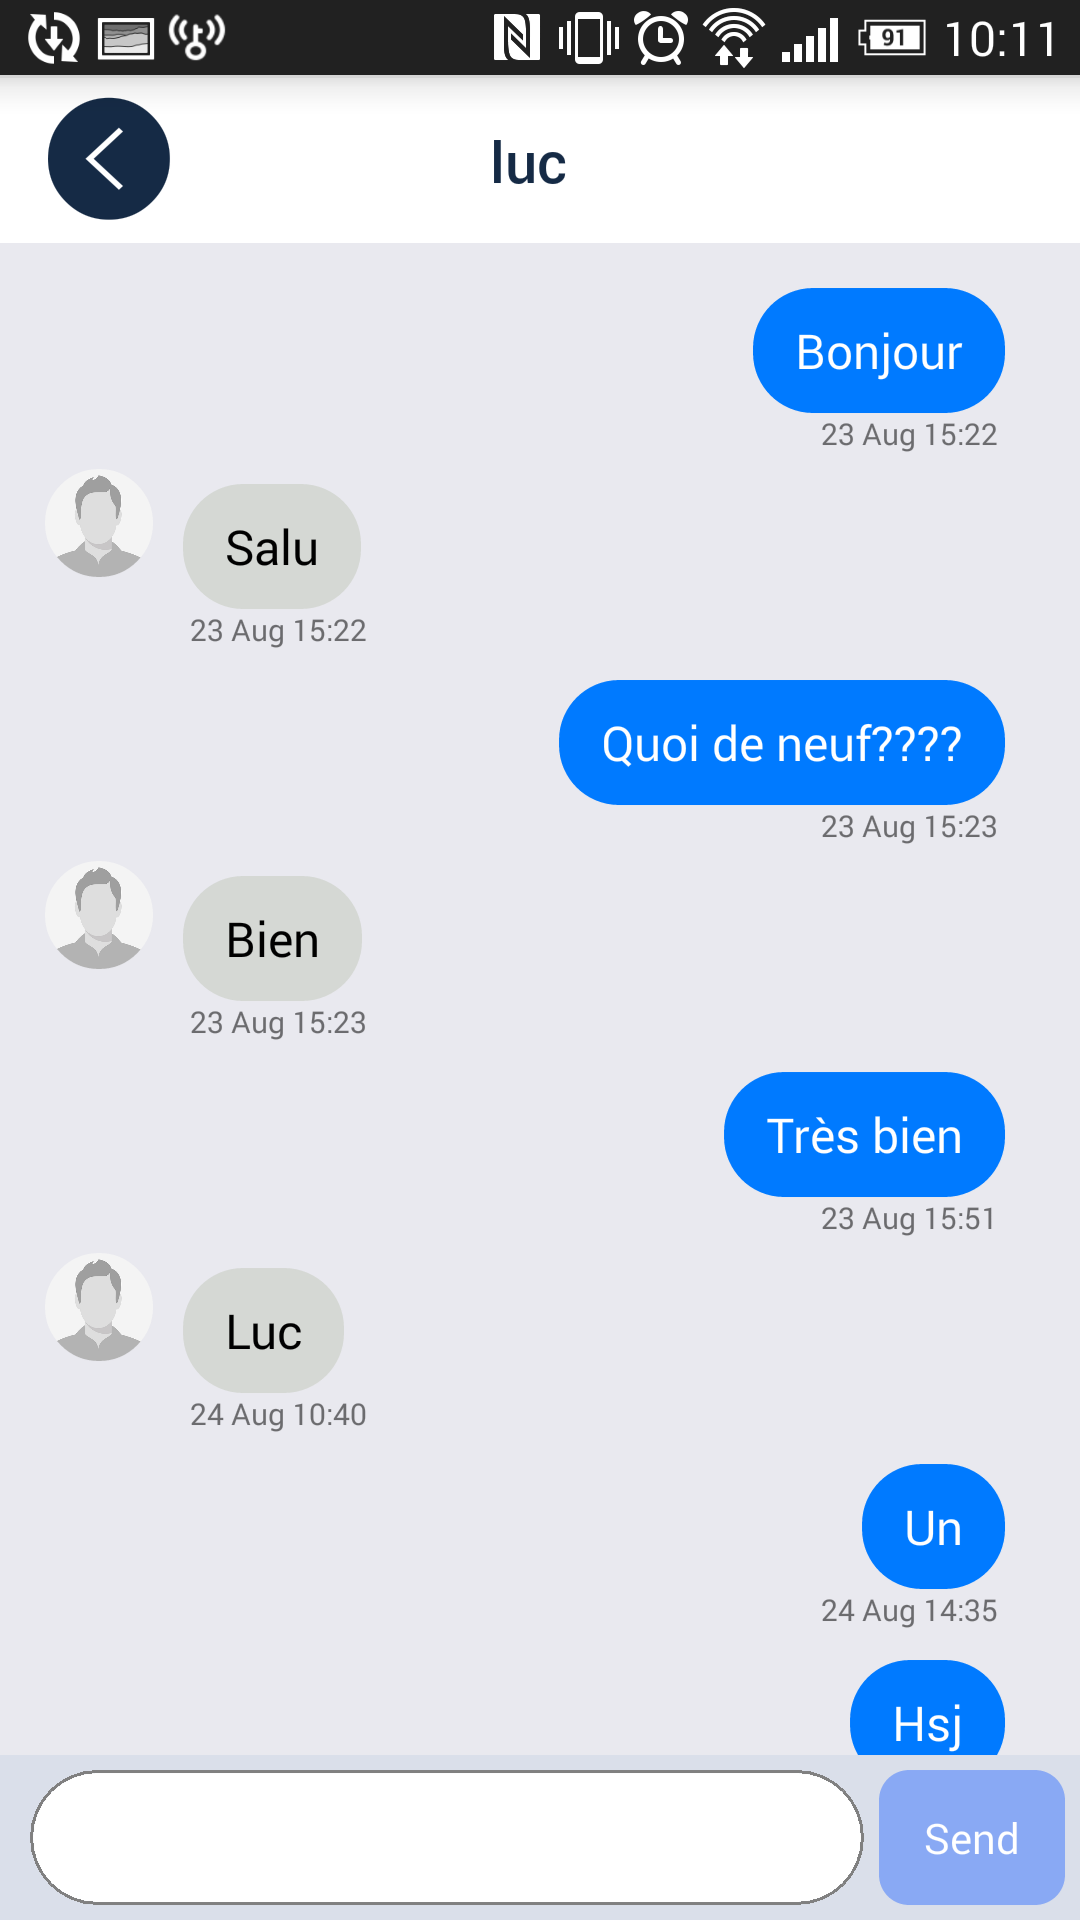 91 10:11
luc
Bonjour
23 Aug 15:22
Salu
23 Aug 15:22
Quoi de neuf????
23 Aug 15:23
Bien
23 Aug 15:23
Très bien
23 Aug 15:51
Luc
24 Aug 10:40
Un
24 Aug 14:35
Hsj
Send